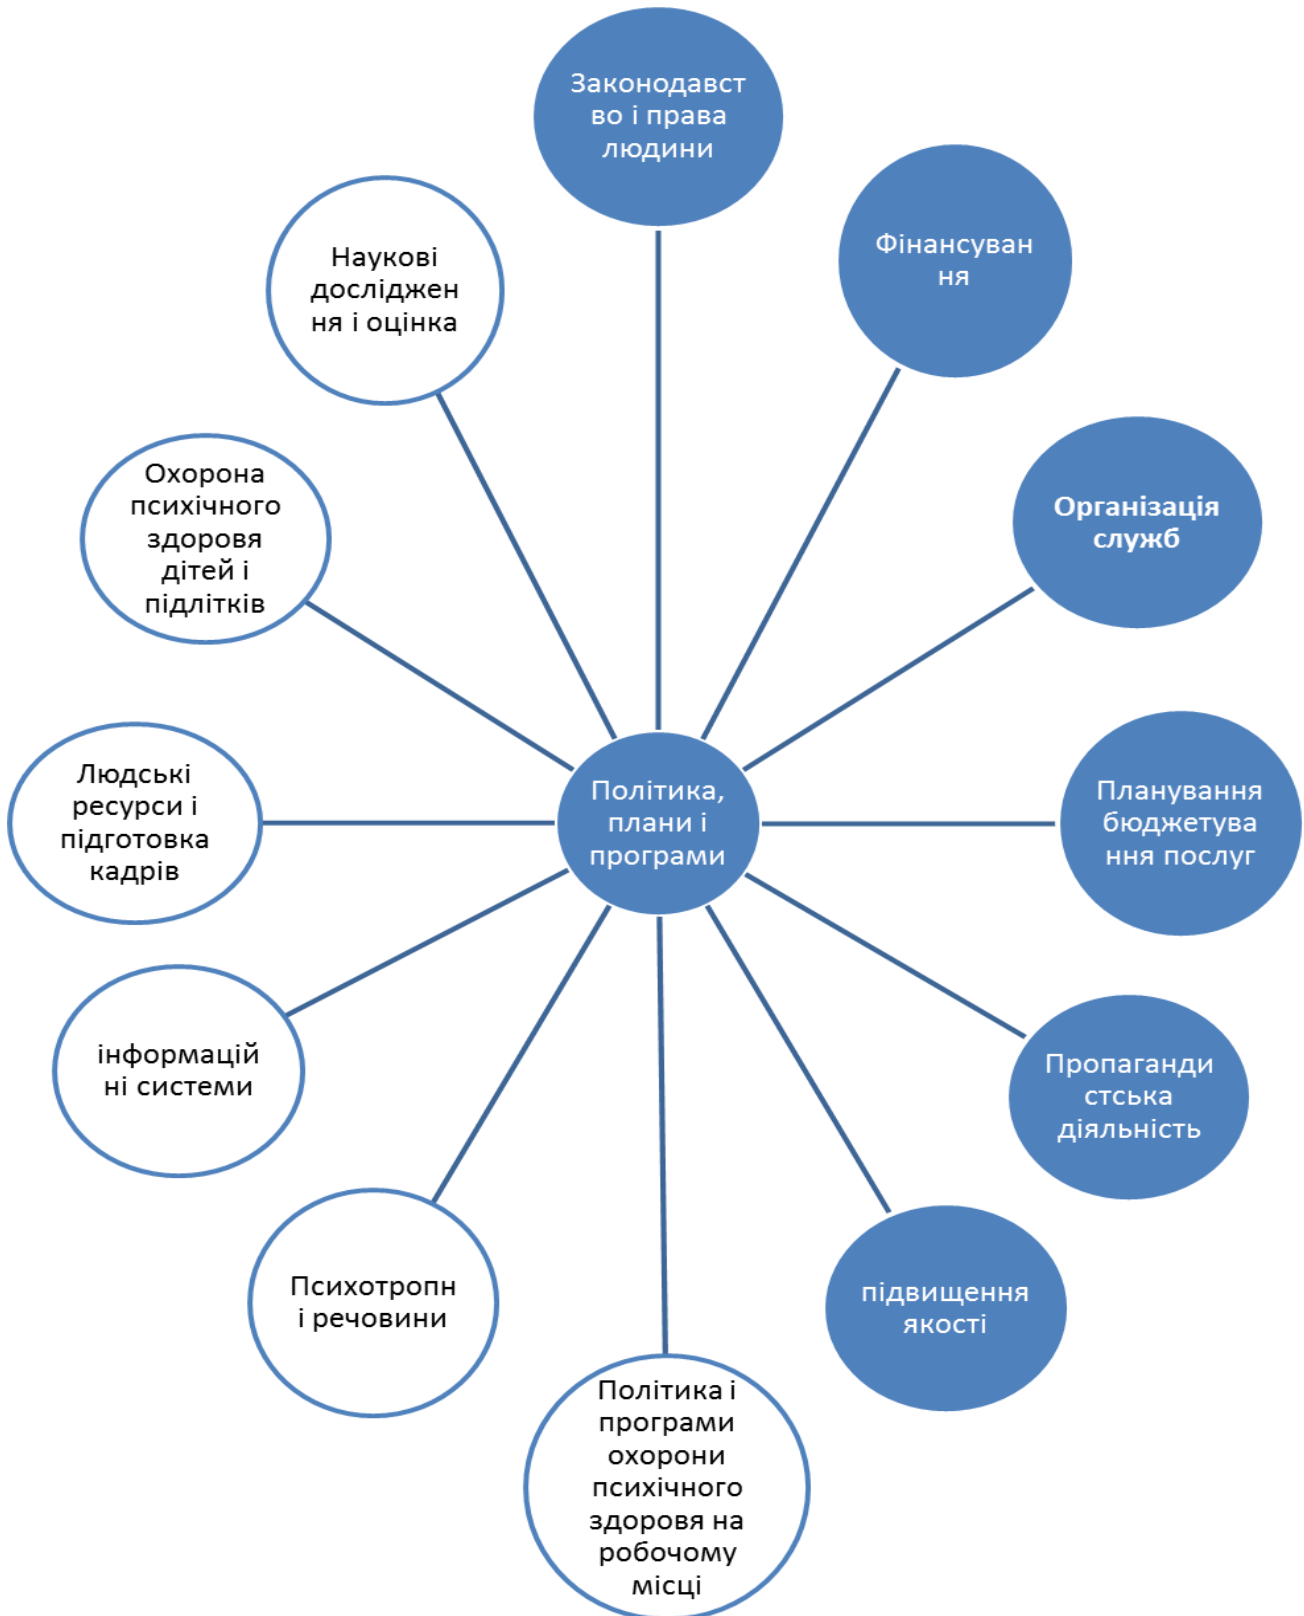 Законодавст
во і права
людини
Фінансуван
ня
Організація
служб
Планування
бюджетува
ння послуг
Пропаганди
стська
діяльність
підвищення
якості
Політика і
програми
охорони
психічного
здоровя на
робочому
місці
Психотропн
і речовини
інформацій
ні системи
Людські
ресурси і
підготовка
кадрів
Охорона
психічного
здоровя
дітей і
підлітків
Наукові
дослідженн
ня і оцінка
Політика,
плани і
програми